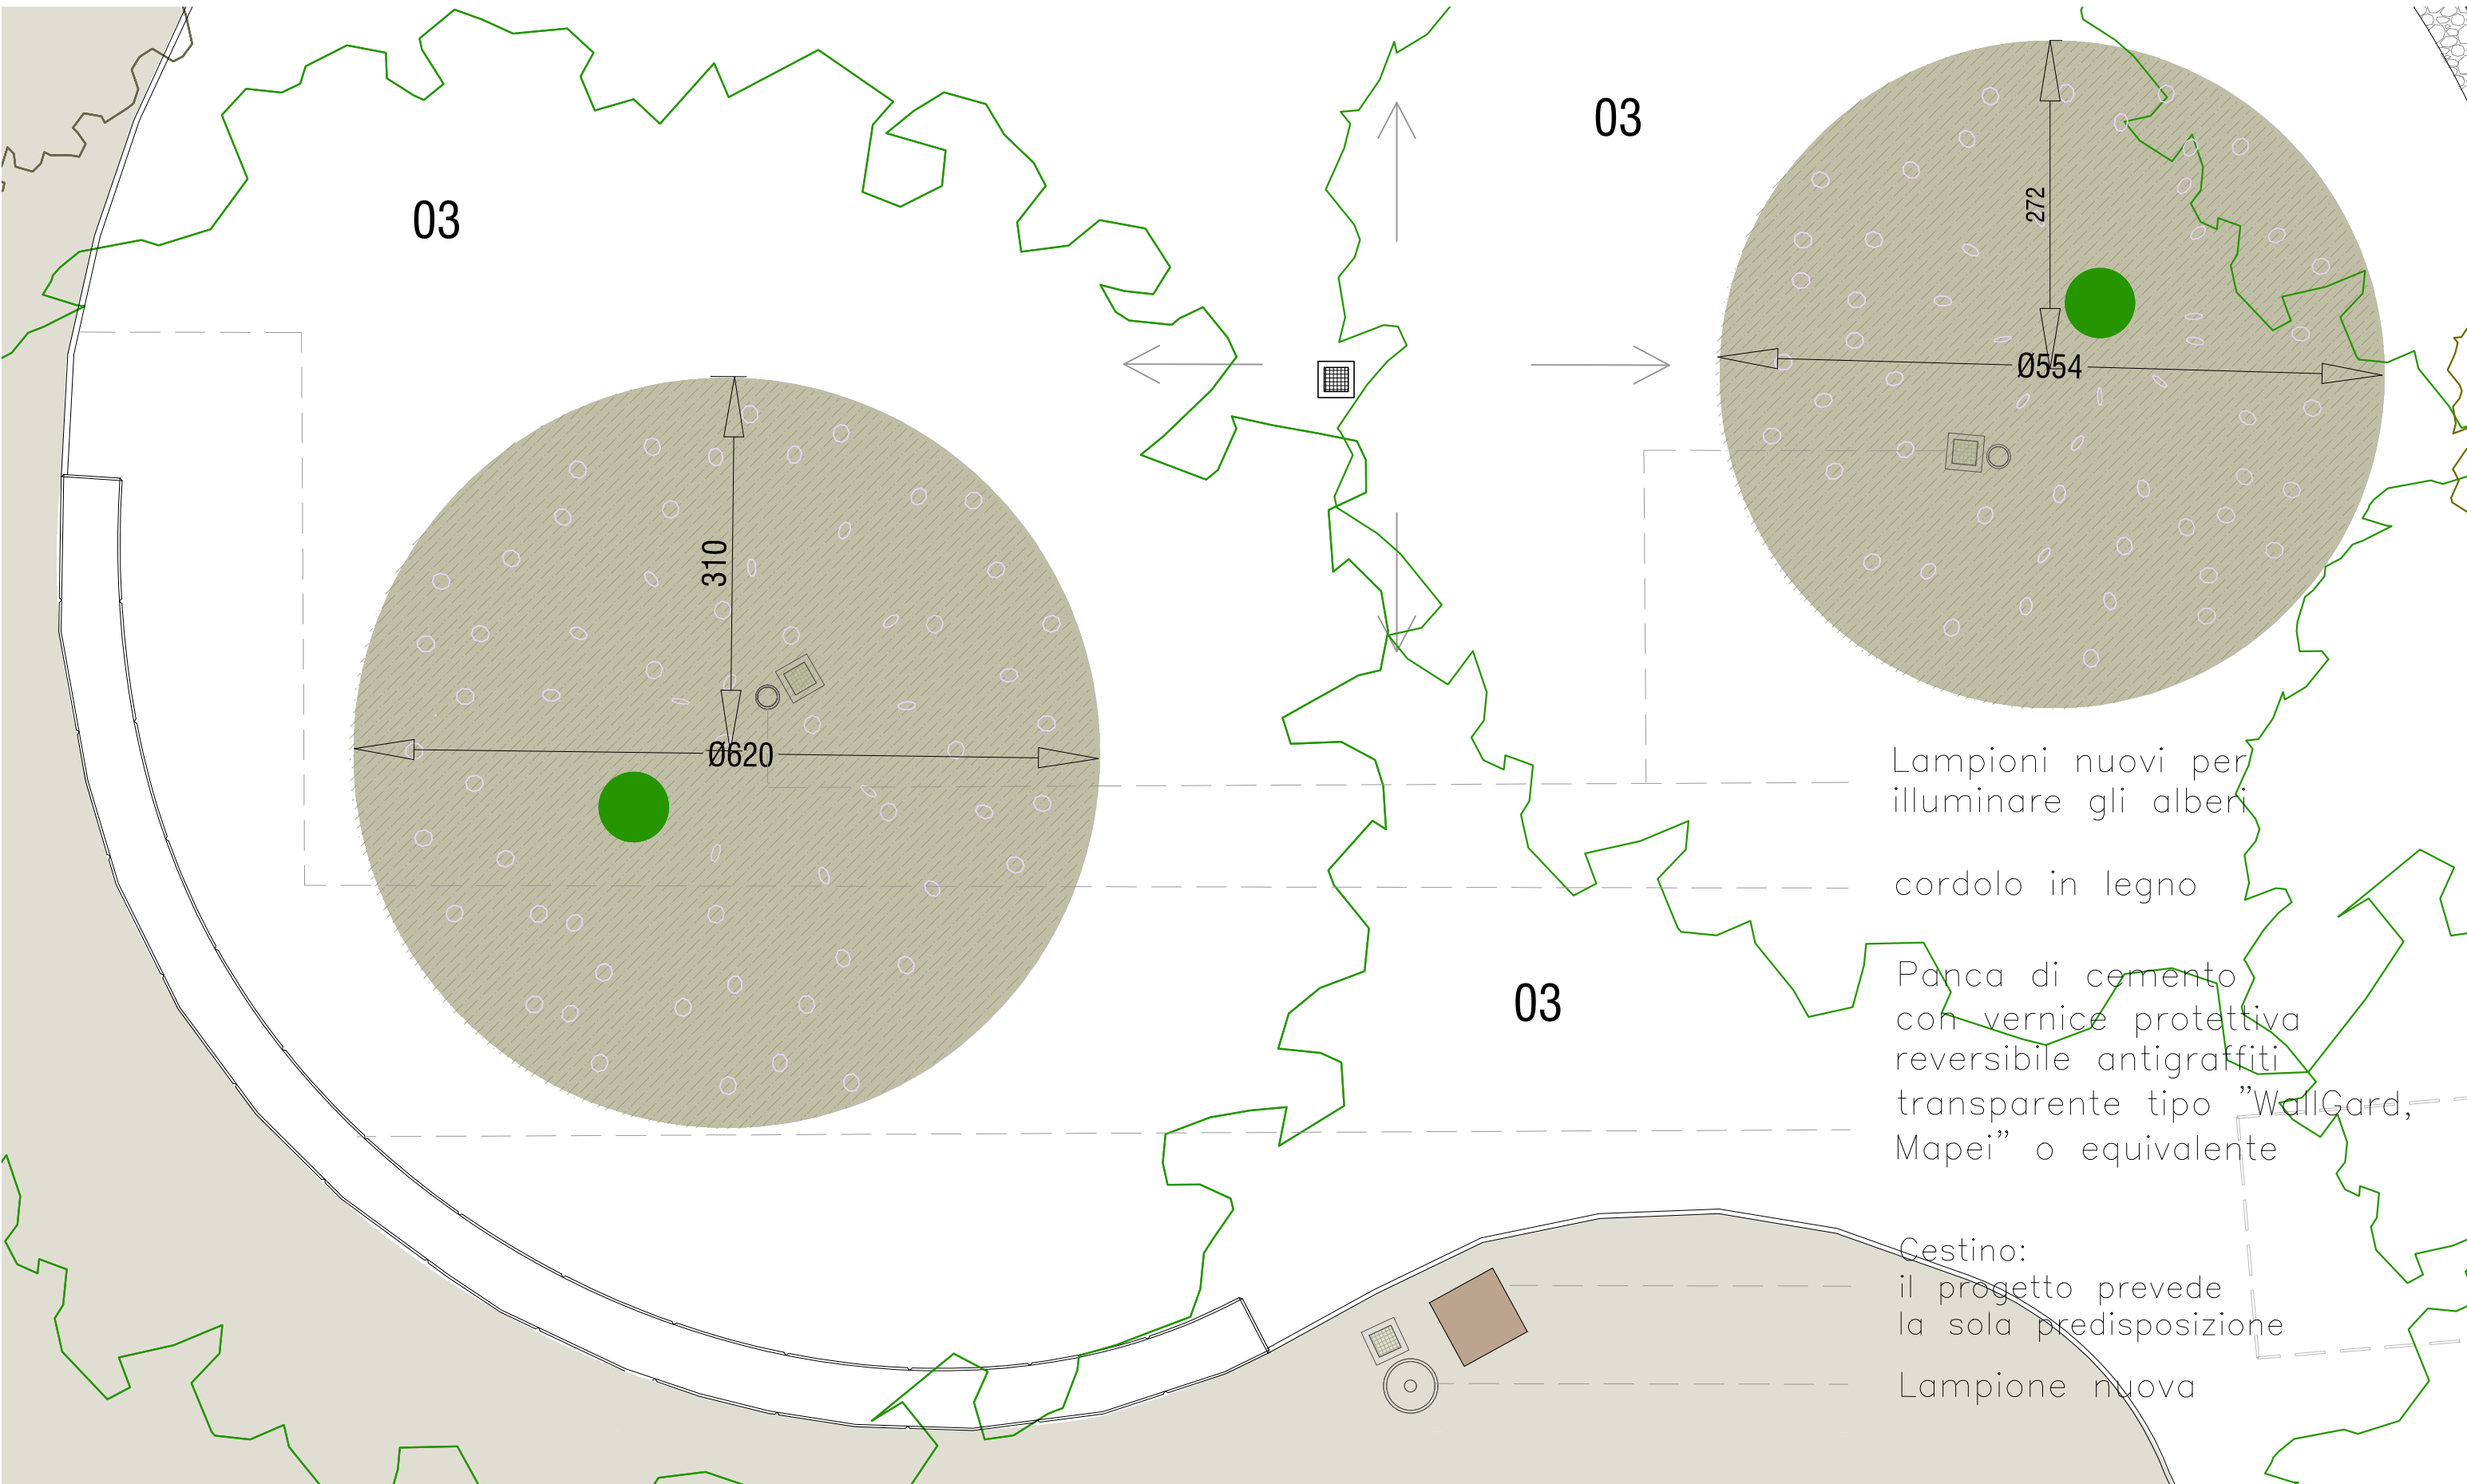 03
03
272
Ø554
310
Ø620
Lampioni nuovi per
illuminare gli alberi
cordolo in legno
Panca di cemento
con vernice protettiva
reversibile antigraffiti
transparente tipo ”WallGard,
Mapei” o equivalente
03
Cestino:
il progetto prevede
la sola predisposizione
Lampione nuova